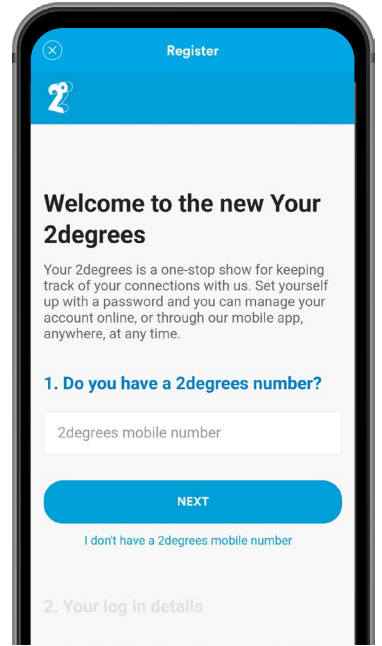 Register
2°
Welcome to the new Your
2degrees
Your 2degrees is a one-stop show for keeping
track of your connections with us. Set yourself
up with a password and you can manage your
account online, or through our mobile app,
anywhere, at any time.
1. Do you have a 2degrees number?
2degrees mobile number
NEXT
I don't have a 2degrees mobile number
2. Your log in details